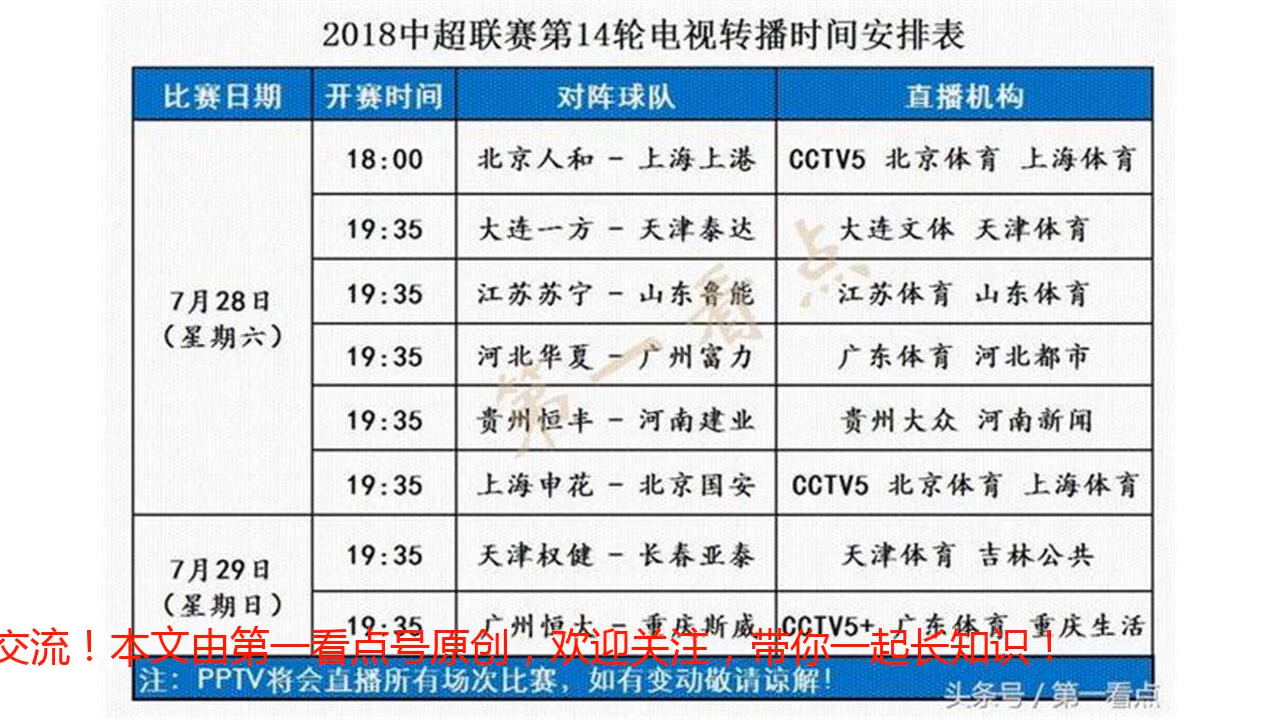 2018中超联赛第14轮电视转播时间安排表
比赛日期 开赛时间 对阵球队 直播机构
7月28日
（星期六）
18:00 北京人和 - 上海上港 CCTV5 北京体育 上海体育
19:35 大连一方 - 天津泰达 大连文体 天津体育
19:35 江苏苏宁 - 山东鲁能 江苏体育 山东体育
19:35 河北华夏 - 广州富力 广东体育 河北都市
19:35 贵州恒丰 - 河南建业 贵州大众 河南新闻
19:35 上海申花 - 北京国安 CCTV5 北京体育 上海体育
7月29日
（星期日）
19:35 天津权健 - 长春亚泰 天津体育 吉林公共
19:35 广州恒大 - 重庆斯威 CCTV5+ 广东体育 重庆生活
交流！本文由第一看点号原创，欢迎关注，带你一起长知识！
注：PPTV将会直播所有场次比赛，如有变动敬请谅解！
头条号 / 第一看点
第一看点